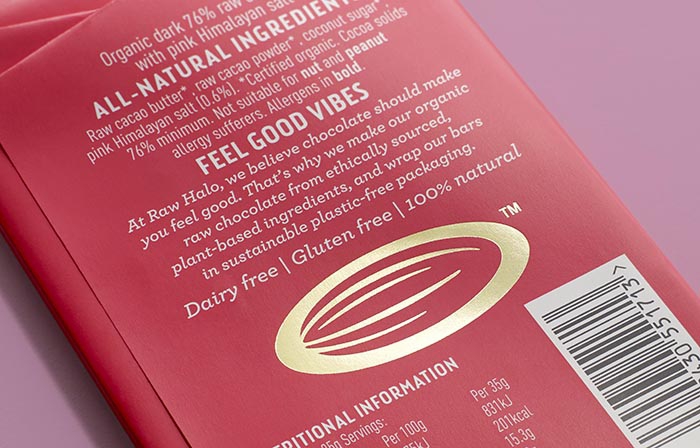 Organic dark 76% raw
with pink Himalayan salt
ALL-NATURAL INGREDIENTS
Raw cacao butter*, raw cacao powder*, coconut sugar*,
pink Himalayan salt (0.6%). *Certified organic. Cocoa solids
76% minimum. Not suitable for nut and peanut
allergy sufferers. Allergens in bold.
FEEL GOOD VIBES
At Raw Halo, we believe chocolate should make
you feel good. That's why we make our organic
raw chocolate from ethically sourced,
plant-based ingredients, and wrap our bars
in sustainable plastic-free packaging.
Dairy free | Gluten free | 100% natural
TM
430551713>
TRITIONAL INFORMATION
Servings: Per 100g Per 35g
831kJ
201kcal
15.3g